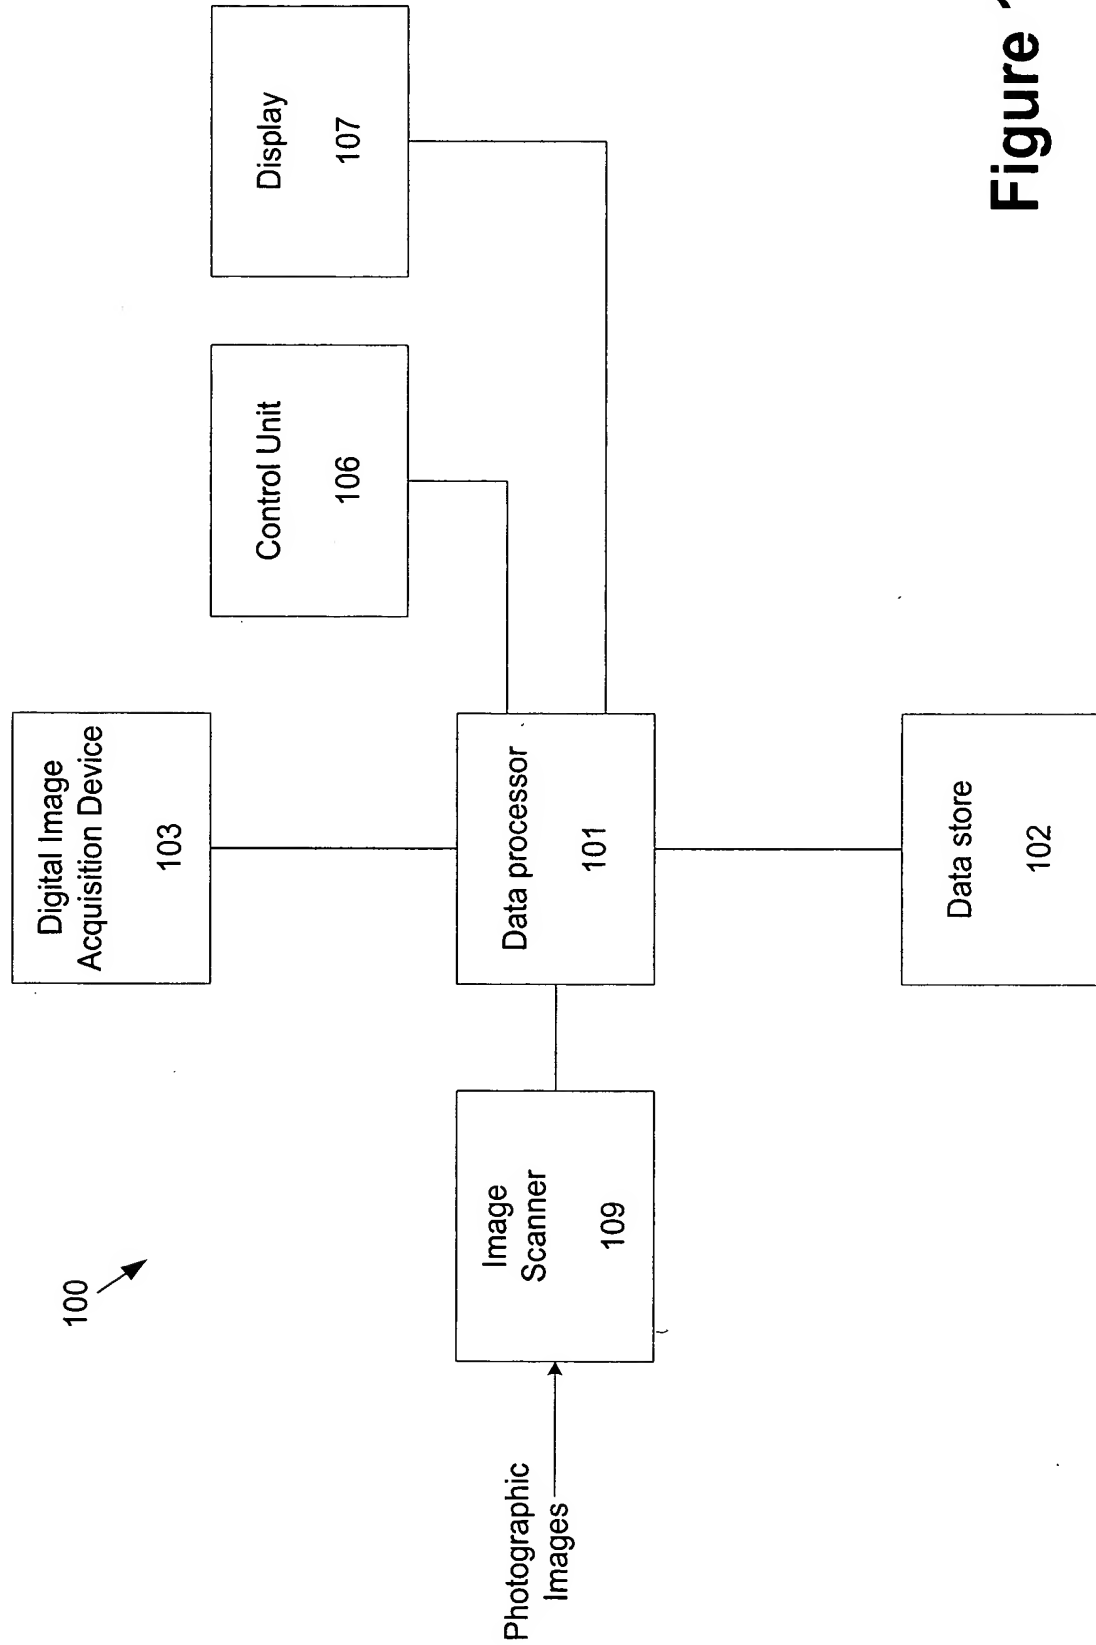 100
Photographic
Images
Image
Scanner
109
Digital Image
Acquisition Device
103
Data processor
101
Data store
102
Control Unit
106
Display
107
Figure